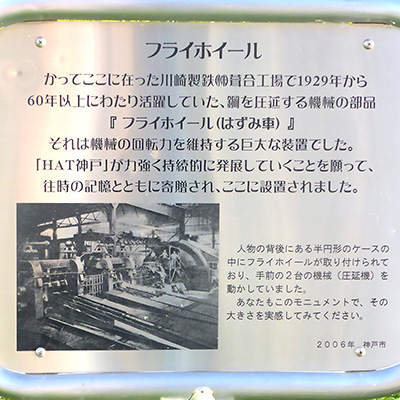 フライホイール
かってここに在った川崎製鉄㈱葺合工場で1929年から
60年以上にわたり活躍していた、鋼を圧延する機械の部品
『 フライホイール(はずみ車) 』
それは機械の回転力を維持する巨大な装置でした。
「HAT神戸」が力強く持続的に発展していくことを願って、
往時の記憶とともに寄贈され、ここに設置されました。
人物の背後にある半円形のケースの
中にフライホイールが取り付けられて
おり、手前の2台の機械(圧延機)を
動かしていました。
あなたもこのモニュメントで、その
大きさを実感してみてください。
2006年 神戸市